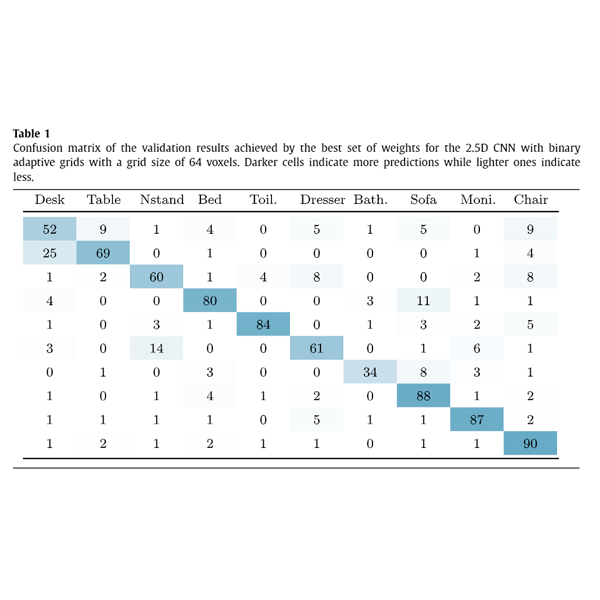 Table 1
Confusion matrix of the validation results achieved by the best set of weights for the 2.5D CNN with binary
adaptive grids with a grid size of 64 voxels. Darker cells indicate more predictions while lighter ones indicate
less.
Desk Table Nstand Bed Toil. Dresser Bath. Sofa Moni. Chair
52 9 1 4 0 5 1 5 0 9
25 69 0 1 0 0 0 0 1 4
1 2 60 1 4 8 0 0 2 8
4 0 0 80 0 0 3 11 1 1
1 0 3 1 84 0 1 3 2 5
3 0 14 0 0 61 0 1 6 1
0 1 0 3 0 0 34 8 3 1
1 0 1 4 1 2 0 88 1 2
1 1 1 1 0 5 1 1 87 2
1 2 1 2 1 1 0 1 1 90